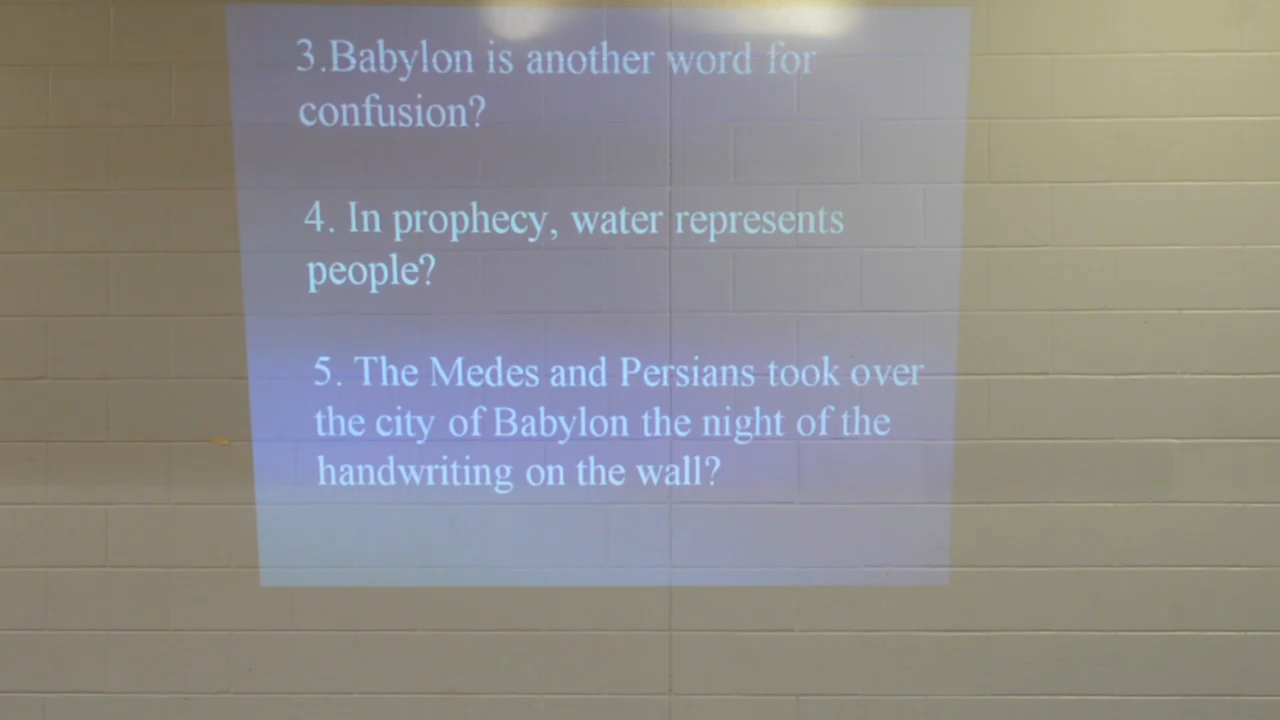 3.Babylon is another word for
confusion?
4. In prophecy, water represents
people?
5. The Medes and Persians took over
the city of Babylon the night of the
handwriting on the wall?